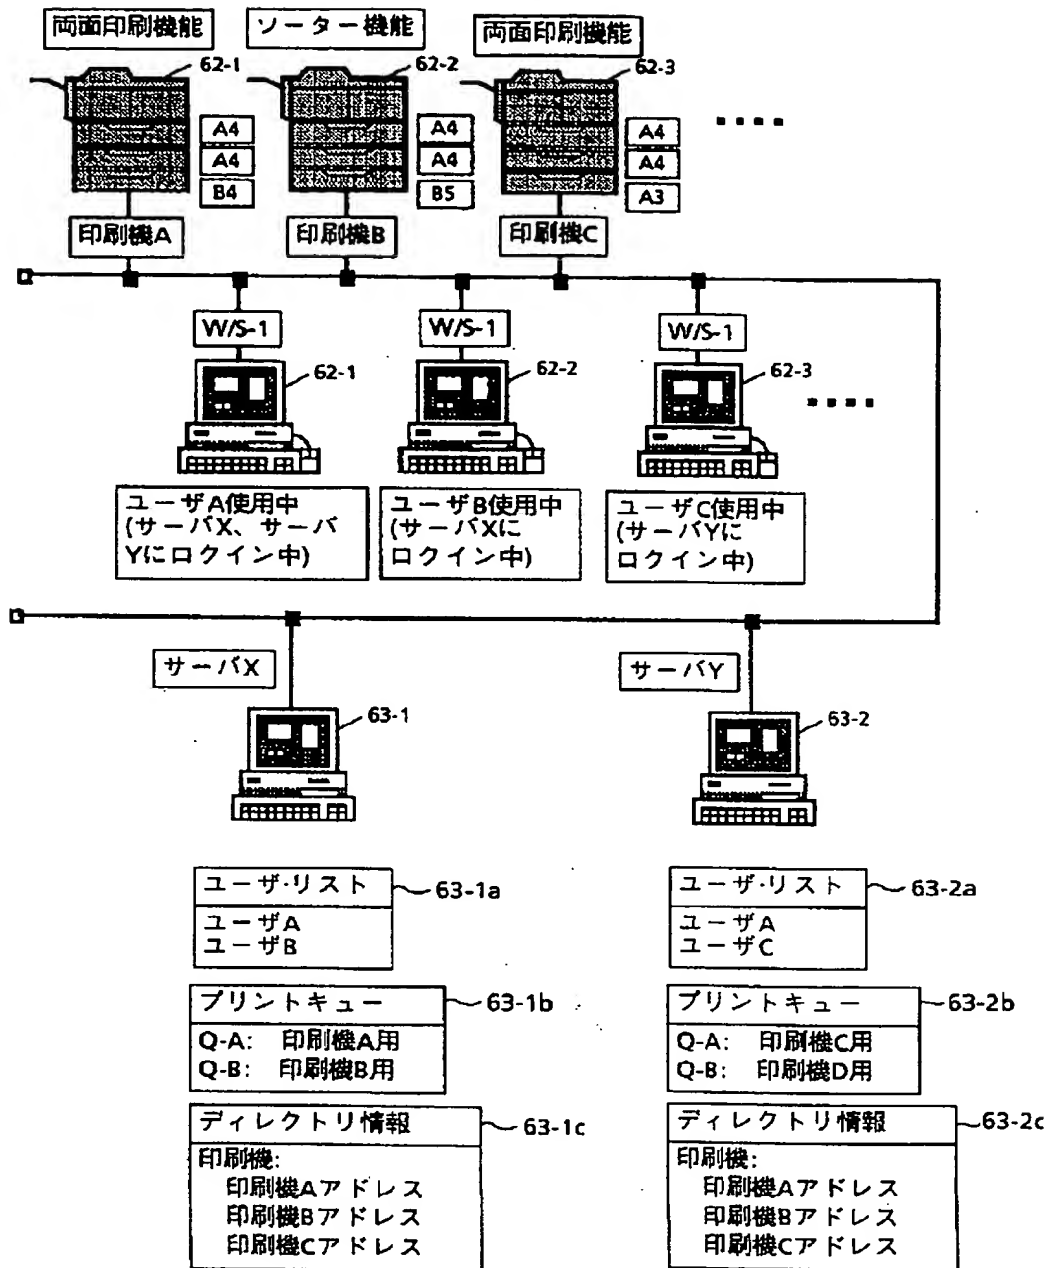 両面印刷機能
ソーター機能
両面印刷機能
62-1
62-2
62-3
A4
A4
B4
A4
A4
B5
A4
A4
A3
印刷機A
印刷機B
印刷機C
W/S-1
W/S-1
W/S-1
62-1
62-2
62-3
ユーザA使用中
(サーバX、サーバ
Yにロクイン中)
ユーザB使用中
(サーバXに
ロクイン中)
ユーザC使用中
(サーバYに
ロクイン中)
サーバX
サーバY
63-1
63-2
ユーザ·リスト
63-1a
ユーザA
ユーザB
ユーザ·リスト
63-2a
ユーザA
ユーザC
プリントキュー
63-1b
Q-A: 印刷機A用
Q-B: 印刷機B用
プリントキュー
63-2b
Q-A: 印刷機C用
Q-B: 印刷機D用
ディレクトリ情報
63-1c
印刷機:
印刷機Aアドレス
印刷機Bアドレス
印刷機Cアドレス
ディレクトリ情報
63-2c
印刷機:
印刷機Aアドレス
印刷機Bアドレス
印刷機Cアドレス